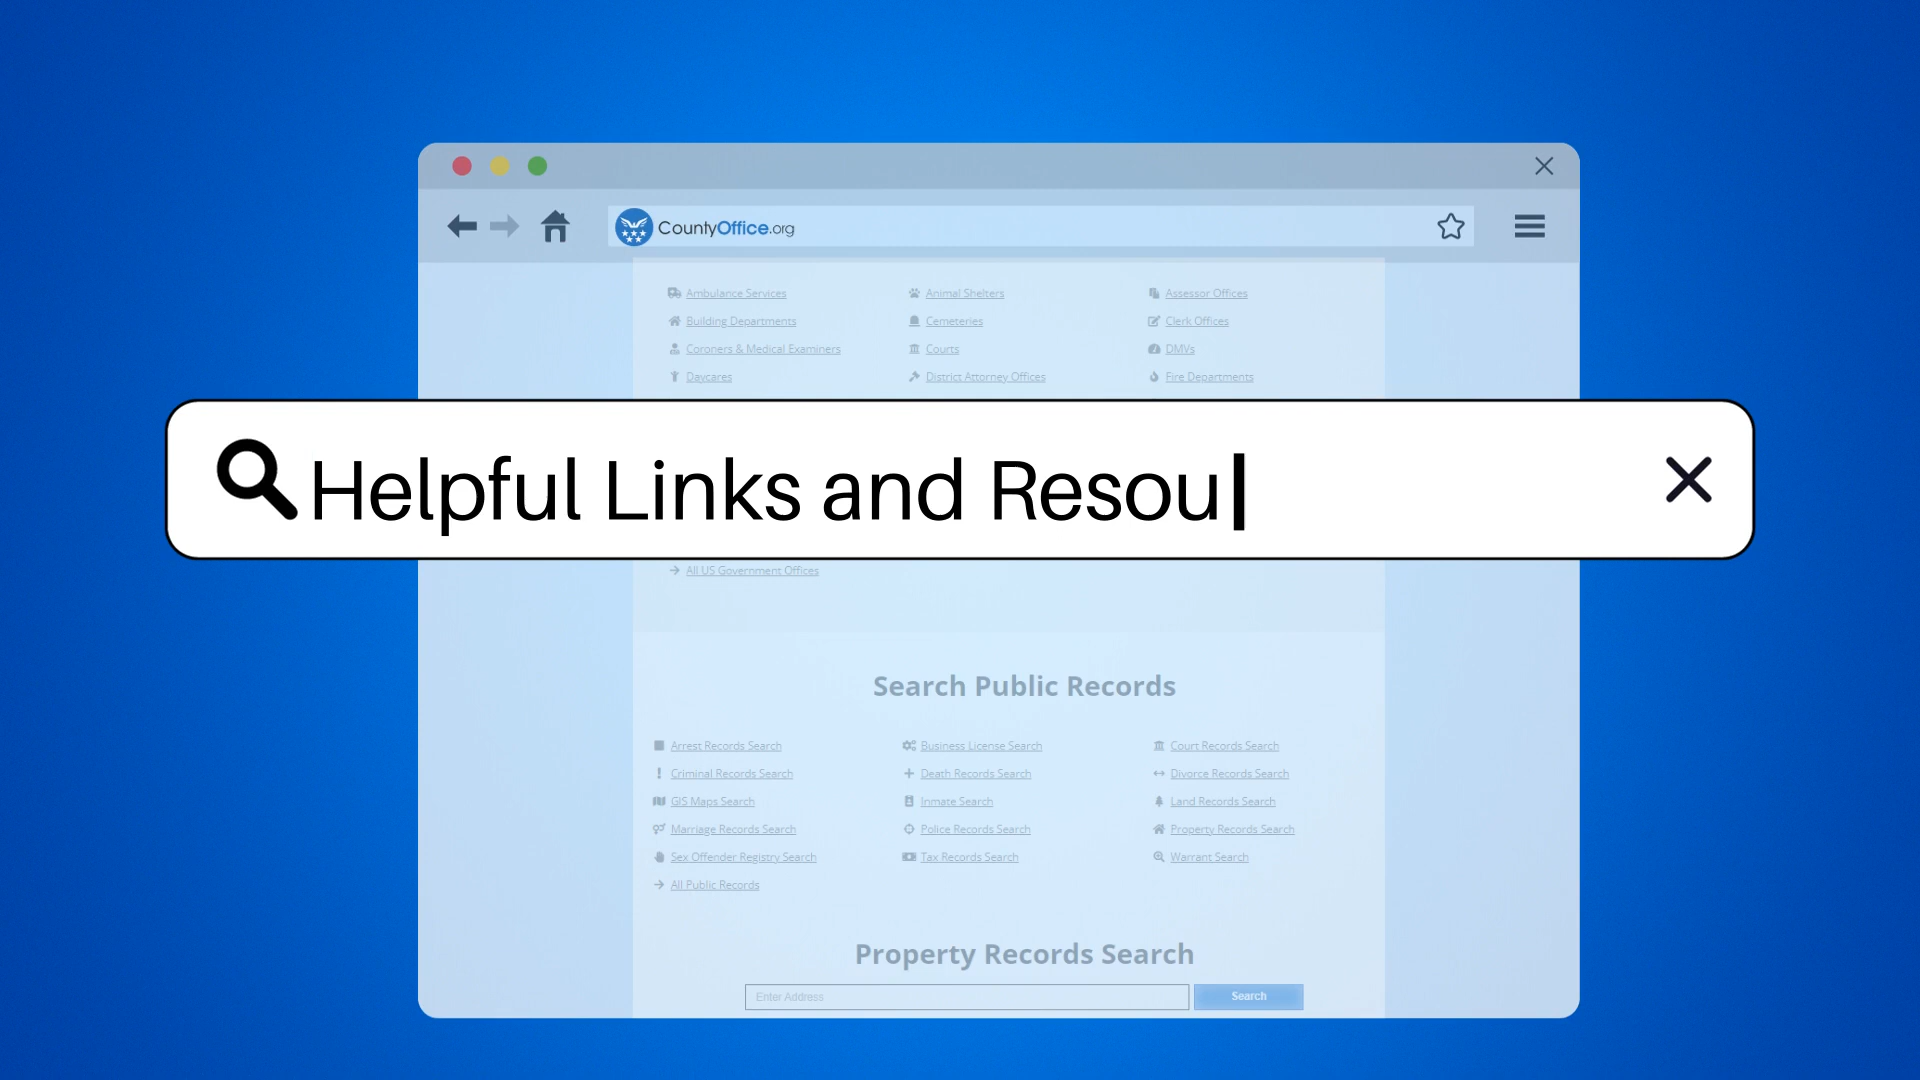 CountyOffice.org
Ambulance Services Animal Shelters Assessor Offices
Building Departments Cemeteries Clerk Offices
Coroners & Medical Examiners Courts DMVs
Daycares District Attorney Offices Fire Departments
Helpful Links and Resou
All US Government Offices
Search Public Records
Arrest Records Search Business License Search Court Records Search
Criminal Records Search Death Records Search Divorce Records Search
GIS Maps Search Inmate Search Land Records Search
Marriage Records Search Police Records Search Property Records Search
Sex Offender Registry Search Tax Records Search Warrant Search
All Public Records
Property Records Search
Enter Address Search